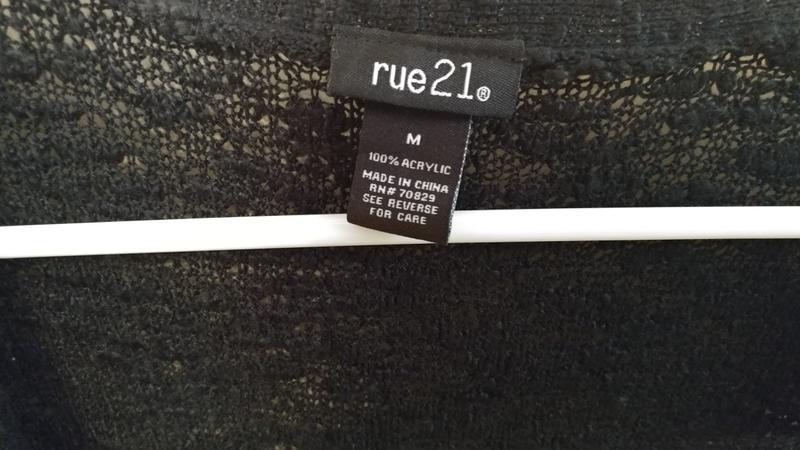 rue21®
M
100% ACRYLIC
MADE IN CHINA
RN# 70829
SEE REVERSE
FOR CARE